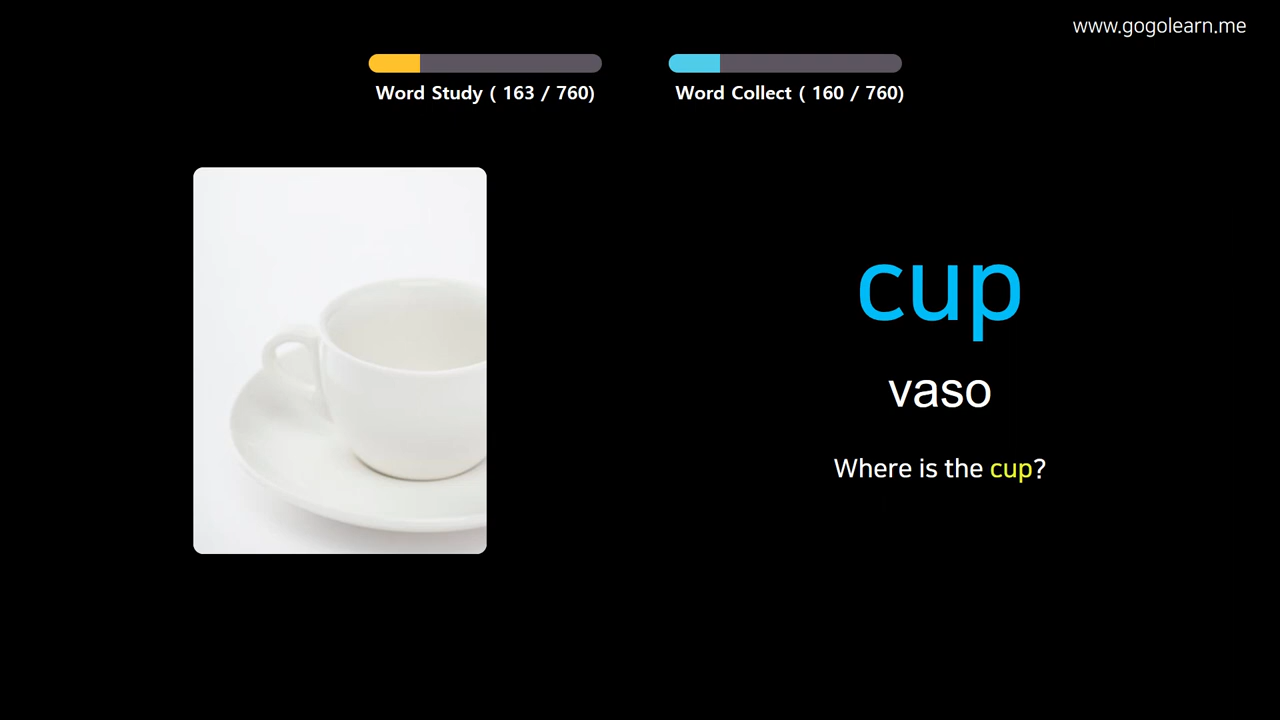 www.gogolearn.me
Word Study ( 163 / 760)
Word Collect ( 160 / 760)
cup
vaso
Where is the cup?